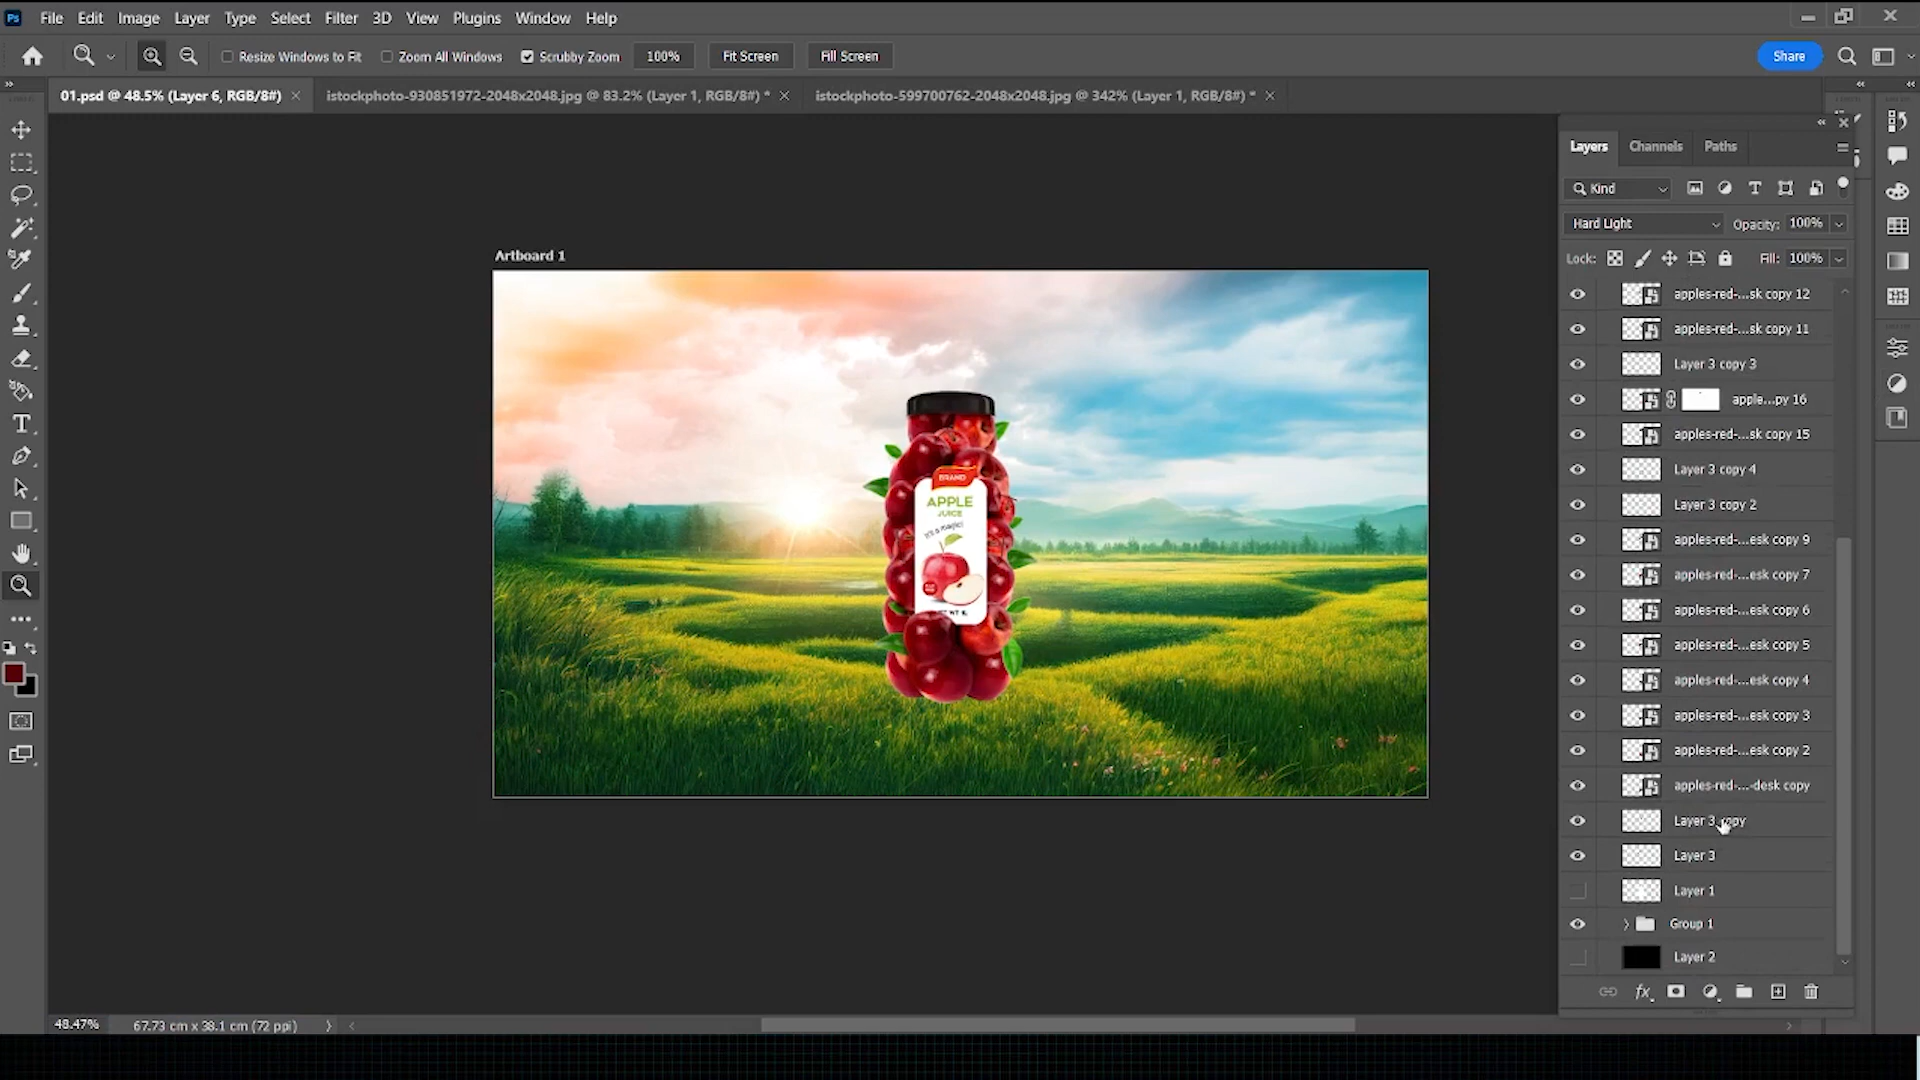 Ps File Edit Image Layer Type Select Filter 3D View Plugins Window Help
Resize Windows to Fit Zoom All Windows Scrubby Zoom 100% Fit Screen Fill Screen Share
01.psd @ 48.5% (Layer 6, RGB/8#) istockphoto-930851972-2048x2048.jpg @ 83.2% (Layer 1, RGB/8#) * istockphoto-599700762-2048x2048.jpg @ 342% (Layer 1, RGB/8#) *
Layers Channels Paths
Kind
Hard Light Opacity: 100%
Lock: Fill: 100%
Artboard 1
BRAND
APPLE
JUICE
It's a magic!
apples-red-...sk copy 12
apples-red-...sk copy 11
Layer 3 copy 3
apple...py 16
apples-red-...sk copy 15
Layer 3 copy 4
Layer 3 copy 2
apples-red-...esk copy 9
apples-red-...esk copy 7
apples-red-...esk copy 6
apples-red-...esk copy 5
apples-red-...esk copy 4
apples-red-...esk copy 3
apples-red-...esk copy 2
apples-red-...-desk copy
Layer 3 copy
Layer 3
Layer 1
Group 1
Layer 2
fx
48.47% 67.73 cm x 38.1 cm (72 ppi)